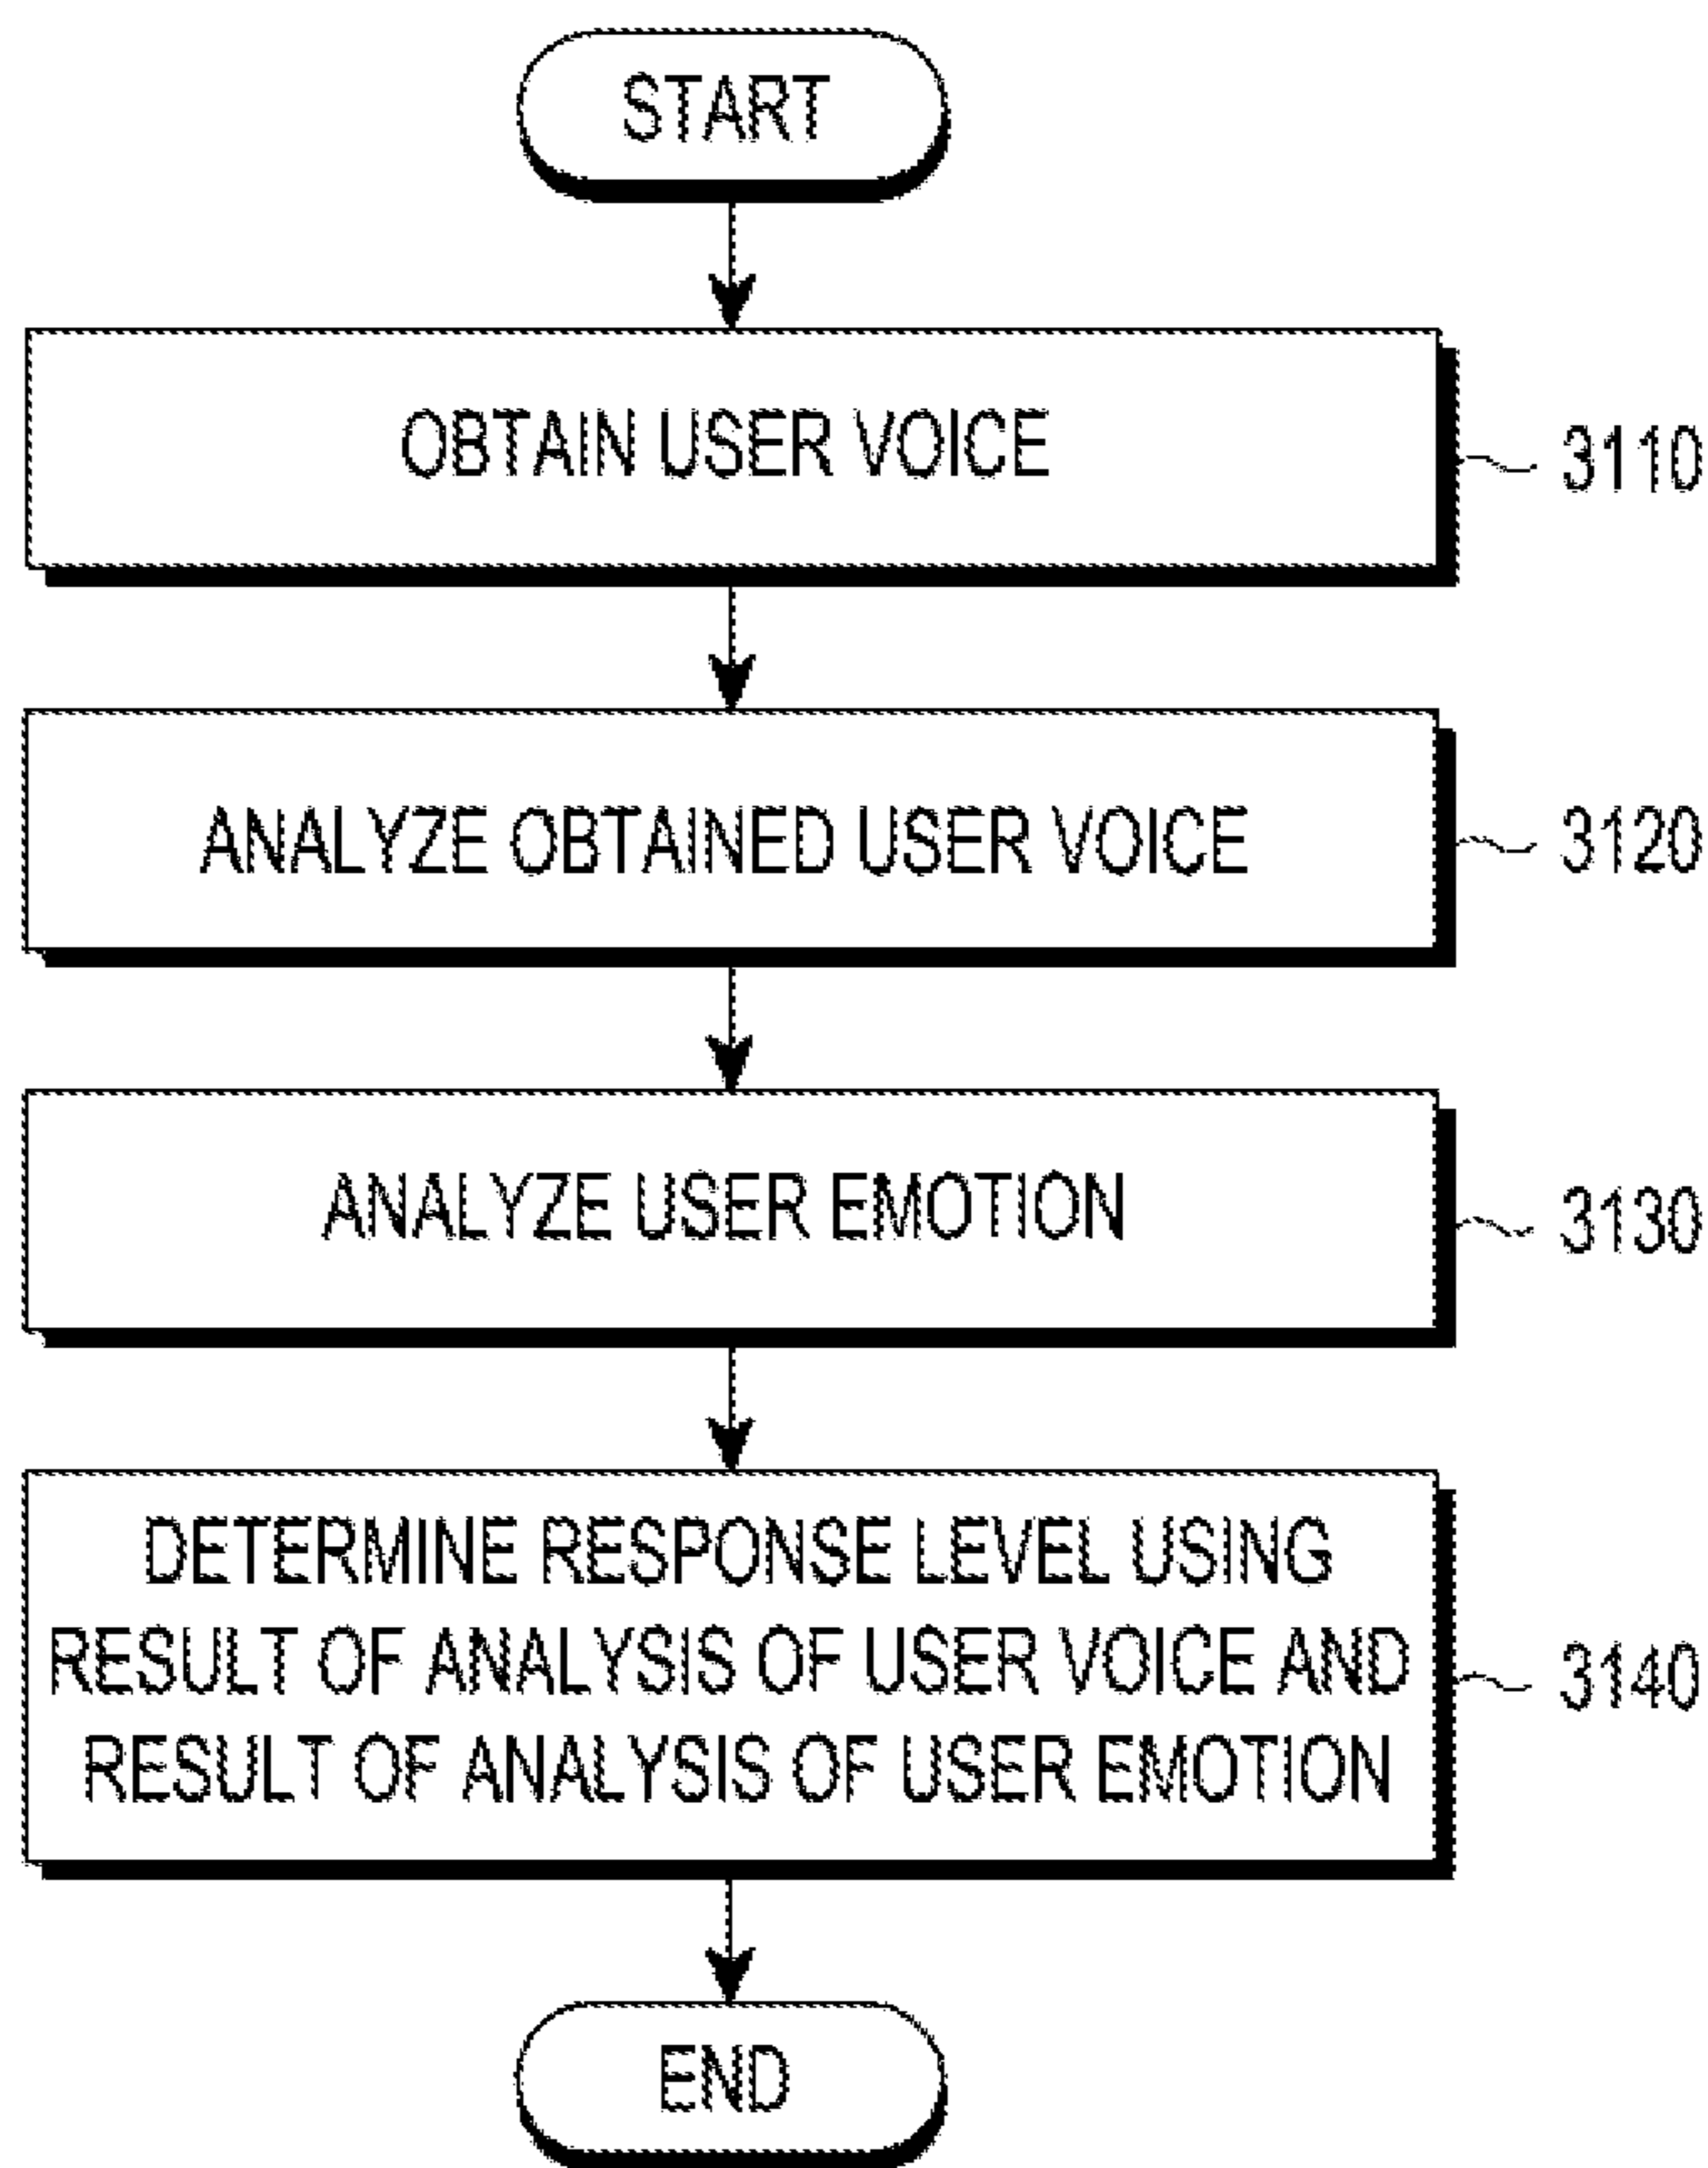 START
OBTAIN USER VOICE
3110
ANALYZE OBTAINED USER VOICE
3120
ANALYZE USER EMOTION
3130
DETERMINE RESPONSE LEVEL USING
RESULT OF ANALYSIS OF USER VOICE AND
RESULT OF ANALYSIS OF USER EMOTION
3140
END